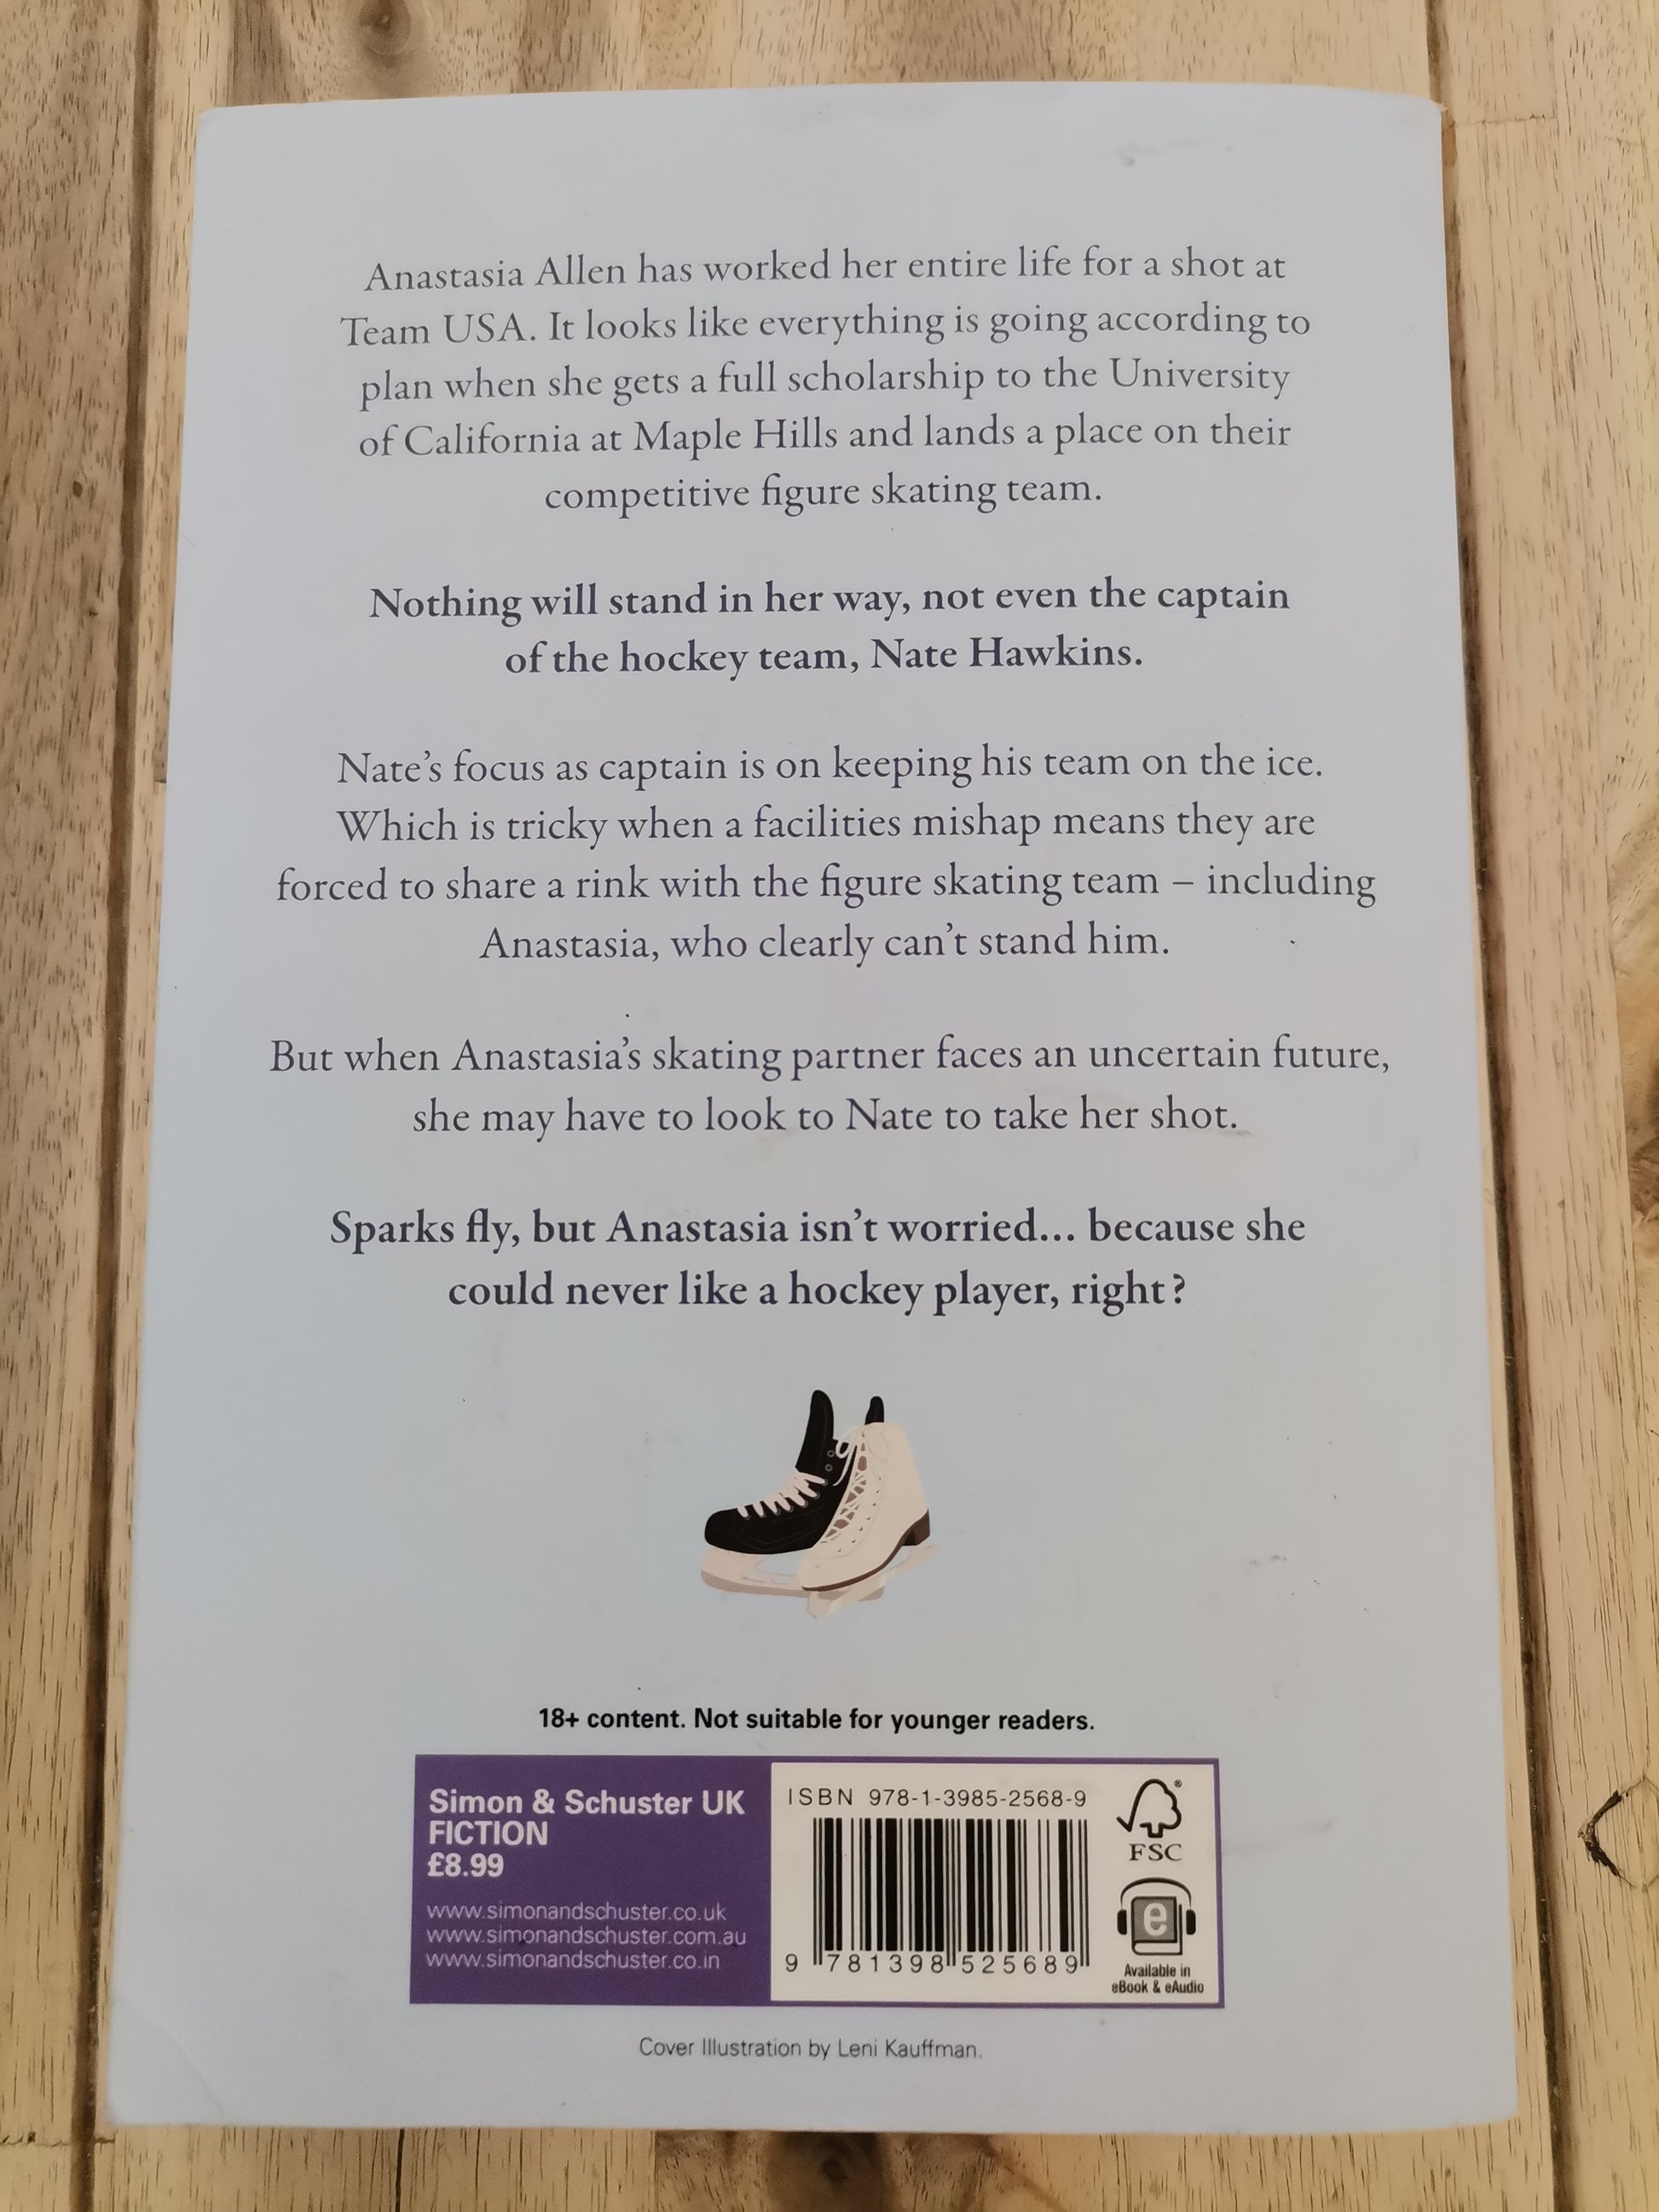 Anastasia Allen has worked her entire life for a shot at
Team USA. It looks like everything is going according to
plan when she gets a full scholarship to the University
of California at Maple Hills and lands a place on their
competitive figure skating team.
Nothing will stand in her way, not even the captain
of the hockey team, Nate Hawkins.
Nate’s focus as captain is on keeping his team on the ice.
Which is tricky when a facilities mishap means they are
forced to share a rink with the figure skating team – including
Anastasia, who clearly can’t stand him.
But when Anastasia’s skating partner faces an uncertain future,
she may have to look to Nate to take her shot.
Sparks fly, but Anastasia isn’t worried... because she
could never like a hockey player, right?
18+ content. Not suitable for younger readers.
Simon & Schuster UK
FICTION
£8.99
www.simonandschuster.co.uk
www.simonandschuster.com.au
www.simonandschuster.co.in
ISBN 978-1-3985-2568-9
9 781398 525689
®
FSC
e
Available in
eBook & eAudio
Cover Illustration by Leni Kauffman.